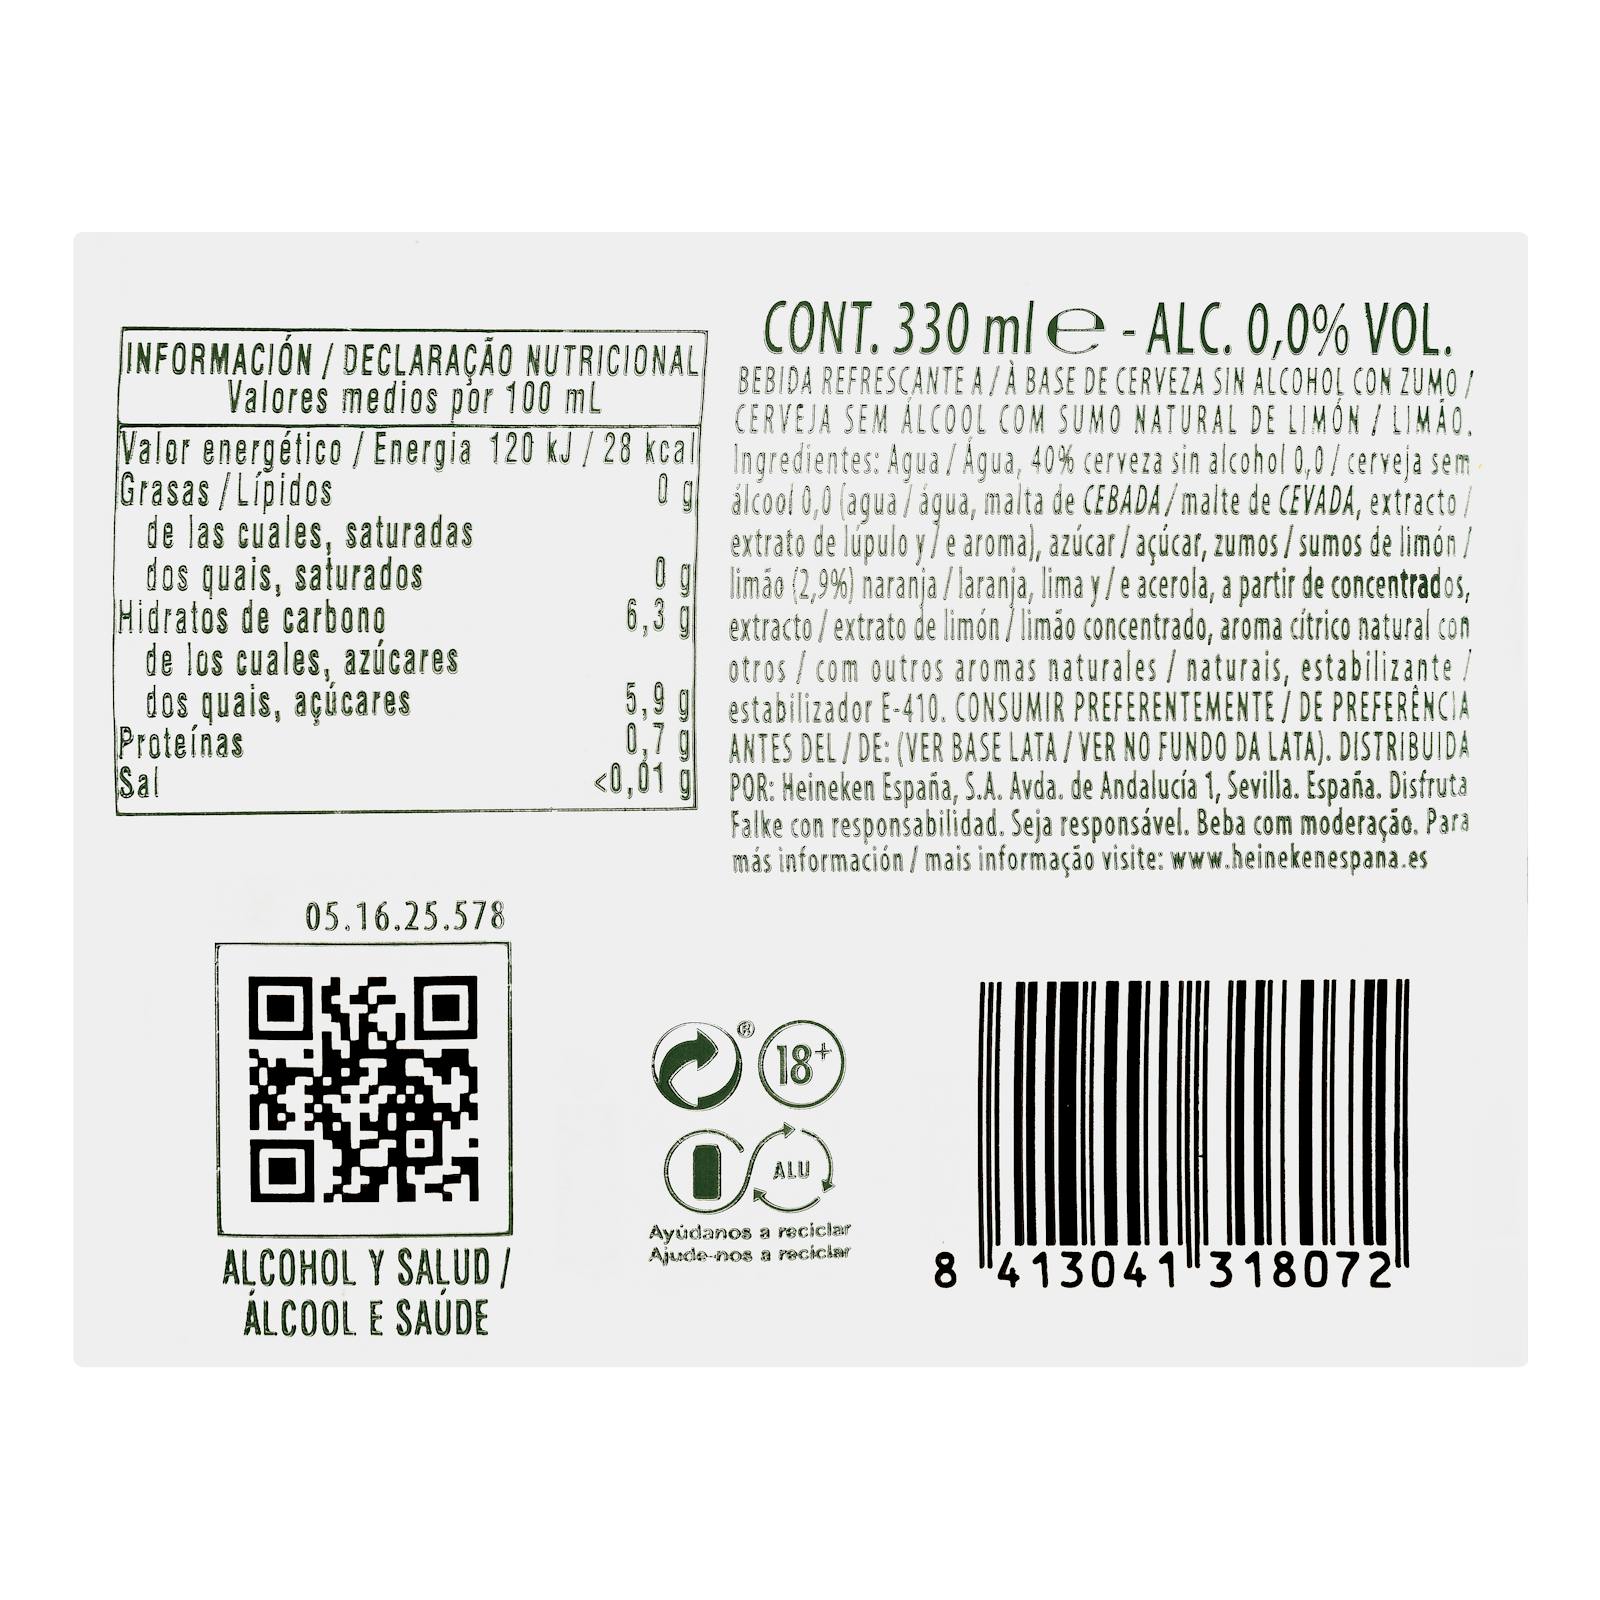 INFORMACIÓN / DECLARAÇÃO NUTRICIONAL
Valores medios por 100 mL
Valor energético / Energia 120 kJ / 28 kcal
Grasas / Lípidos 0 g
de las cuales, saturadas
dos quais, saturados 0 g
Hidratos de carbono 6,3 g
de los cuales, azúcares
dos quais, açúcares 5,9 g
Proteínas 0,7 g
Sal <0,01 g
CONT. 330 ml ℮ - ALC. 0,0% VOL.
BEBIDA REFRESCANTE A / À BASE DE CERVEZA SIN ALCOHOL CON ZUMO /
CERVEJA SEM ÁLCOOL COM SUMO NATURAL DE LIMÓN / LIMÃO.
Ingredientes: Agua / Água, 40% cerveza sin alcohol 0,0 / cerveja sem
álcool 0,0 (agua / água, malta de CEBADA / malte de CEVADA, extracto /
extrato de lúpulo y / e aroma), azúcar / açúcar, zumos / sumos de limón /
limão (2,9%) naranja / laranja, lima y / e acerola, a partir de concentrados,
extracto / extrato de limón / limão concentrado, aroma cítrico natural con
otros / com outros aromas naturales / naturais, estabilizante /
estabilizador E-410. CONSUMIR PREFERENTEMENTE / DE PREFERÊNCIA
ANTES DEL / DE: (VER BASE LATA / VER NO FUNDO DA LATA). DISTRIBUIDA
POR: Heineken España, S.A. Avda. de Andalucía 1, Sevilla. España. Disfruta
Falke con responsabilidad. Seja responsável. Beba com moderação. Para
más información / mais informação visite: www.heinekenespana.es
05.16.25.578
ALCOHOL Y SALUD /
ÁLCOOL E SAÚDE
®
18+
ALU
Ayúdanos a reciclar
Ajude-nos a reciclar
8 413041 318072